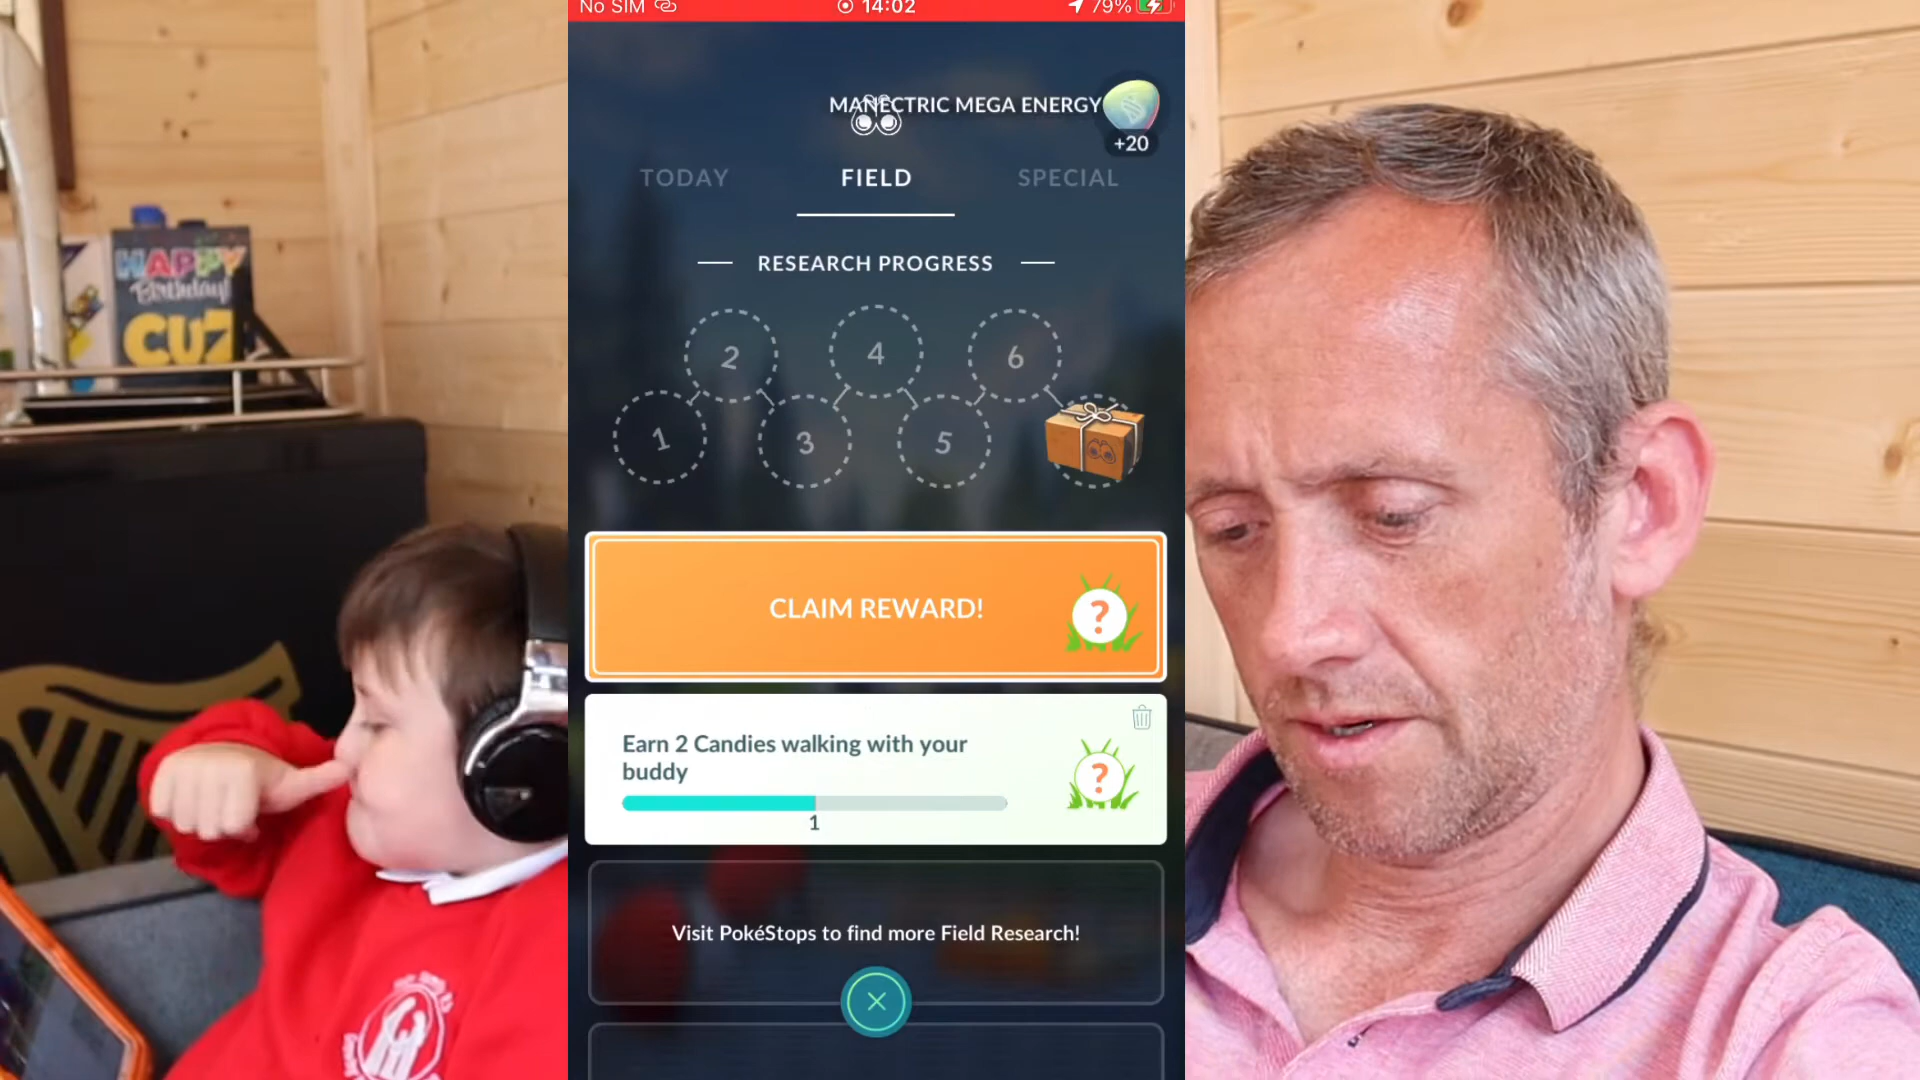 No SIM
14:02
79%
MANECTRIC MEGA ENERGY
+20
TODAY
FIELD
SPECIAL
RESEARCH PROGRESS
2
4
6
1
3
5
CLAIM REWARD!
?
Earn 2 Candies walking with your
buddy
?
1
Visit PokéStops to find more Field Research!
HAPPY
Birthday!
CUZ